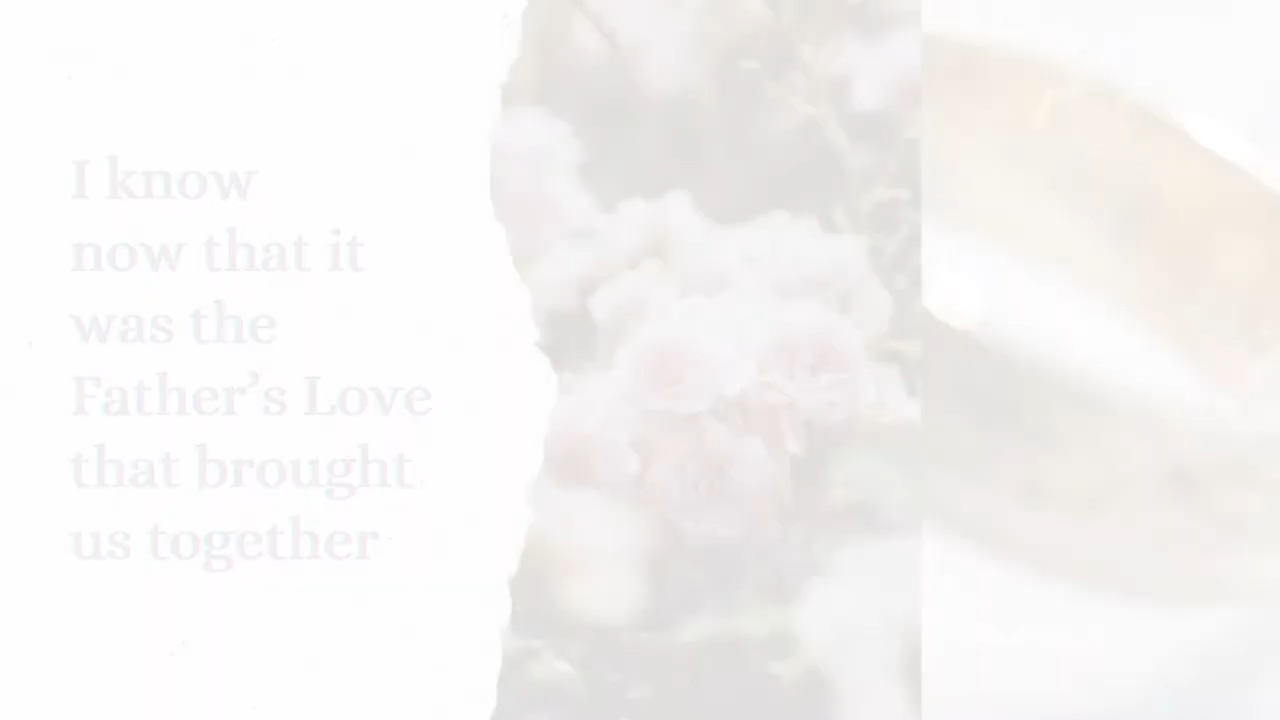 I know
now that it
was the
Father’s Love
that brought
us together